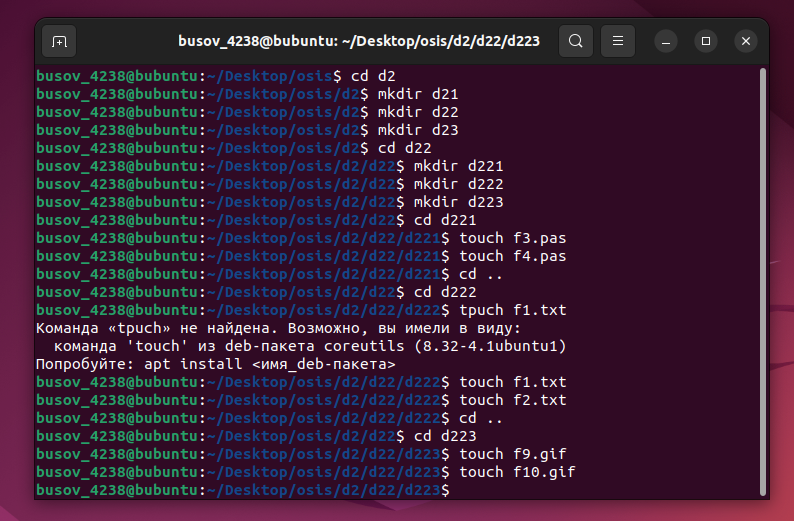 busov_4238@bubuntu: ~/Desktop/osis/d2/d22/d223
busov_4238@bubuntu:~/Desktop/osis$ cd d2
busov_4238@bubuntu:~/Desktop/osis/d2$ mkdir d21
busov_4238@bubuntu:~/Desktop/osis/d2$ mkdir d22
busov_4238@bubuntu:~/Desktop/osis/d2$ mkdir d23
busov_4238@bubuntu:~/Desktop/osis/d2$ cd d22
busov_4238@bubuntu:~/Desktop/osis/d2/d22$ mkdir d221
busov_4238@bubuntu:~/Desktop/osis/d2/d22$ mkdir d222
busov_4238@bubuntu:~/Desktop/osis/d2/d22$ mkdir d223
busov_4238@bubuntu:~/Desktop/osis/d2/d22$ cd d221
busov_4238@bubuntu:~/Desktop/osis/d2/d22/d221$ touch f3.pas
busov_4238@bubuntu:~/Desktop/osis/d2/d22/d221$ touch f4.pas
busov_4238@bubuntu:~/Desktop/osis/d2/d22/d221$ cd ..
busov_4238@bubuntu:~/Desktop/osis/d2/d22$ cd d222
busov_4238@bubuntu:~/Desktop/osis/d2/d22/d222$ tpuch f1.txt
Команда «tpuch» не найдена. Возможно, вы имели в виду:
  команда 'touch' из deb-пакета coreutils (8.32-4.1ubuntu1)
Попробуйте: apt install <имя_deb-пакета>
busov_4238@bubuntu:~/Desktop/osis/d2/d22/d222$ touch f1.txt
busov_4238@bubuntu:~/Desktop/osis/d2/d22/d222$ touch f2.txt
busov_4238@bubuntu:~/Desktop/osis/d2/d22/d222$ cd ..
busov_4238@bubuntu:~/Desktop/osis/d2/d22$ cd d223
busov_4238@bubuntu:~/Desktop/osis/d2/d22/d223$ touch f9.gif
busov_4238@bubuntu:~/Desktop/osis/d2/d22/d223$ touch f10.gif
busov_4238@bubuntu:~/Desktop/osis/d2/d22/d223$